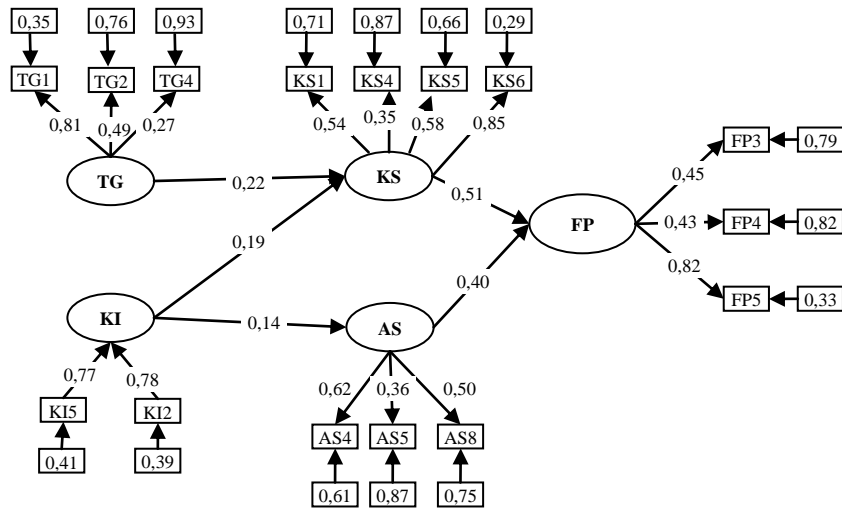 0,35 0,76 0,93 0,71 0,87 0,66 0,29
TG1 TG2 TG4 KS1 KS4 KS5 KS6
0,81 0,49 0,27 0,54 0,35 0,58 0,85
FP3 0,79
TG 0,22 KS 0,51 0,45
FP 0,43 FP4 0,82
0,19 0,40 0,82
KI 0,14 AS FP5 0,33
0,77 0,78 0,62 0,36 0,50
KI5 KI2 AS4 AS5 AS8
0,41 0,39 0,61 0,87 0,75